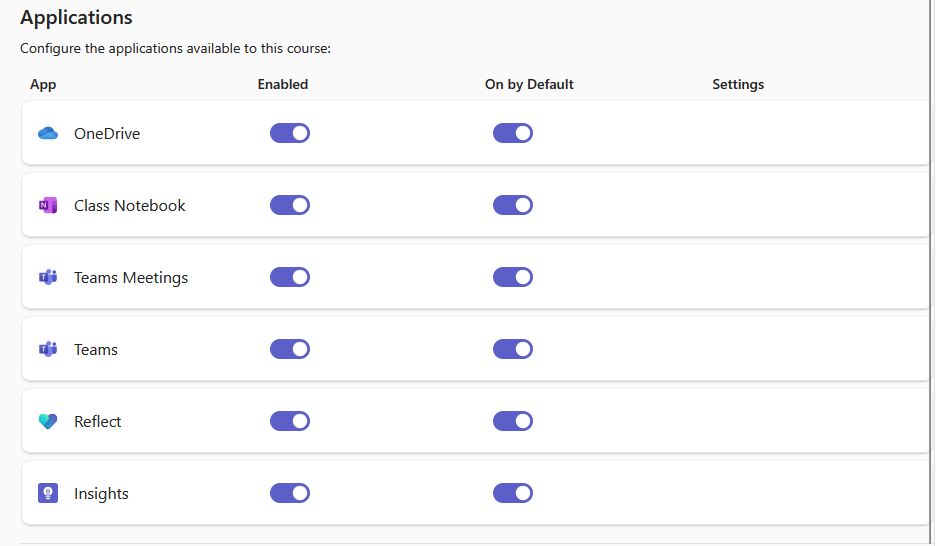 Applications
Configure the applications available to this course:
App Enabled On by Default Settings
OneDrive
N Class Notebook
T Teams Meetings
T Teams
Reflect
Insights